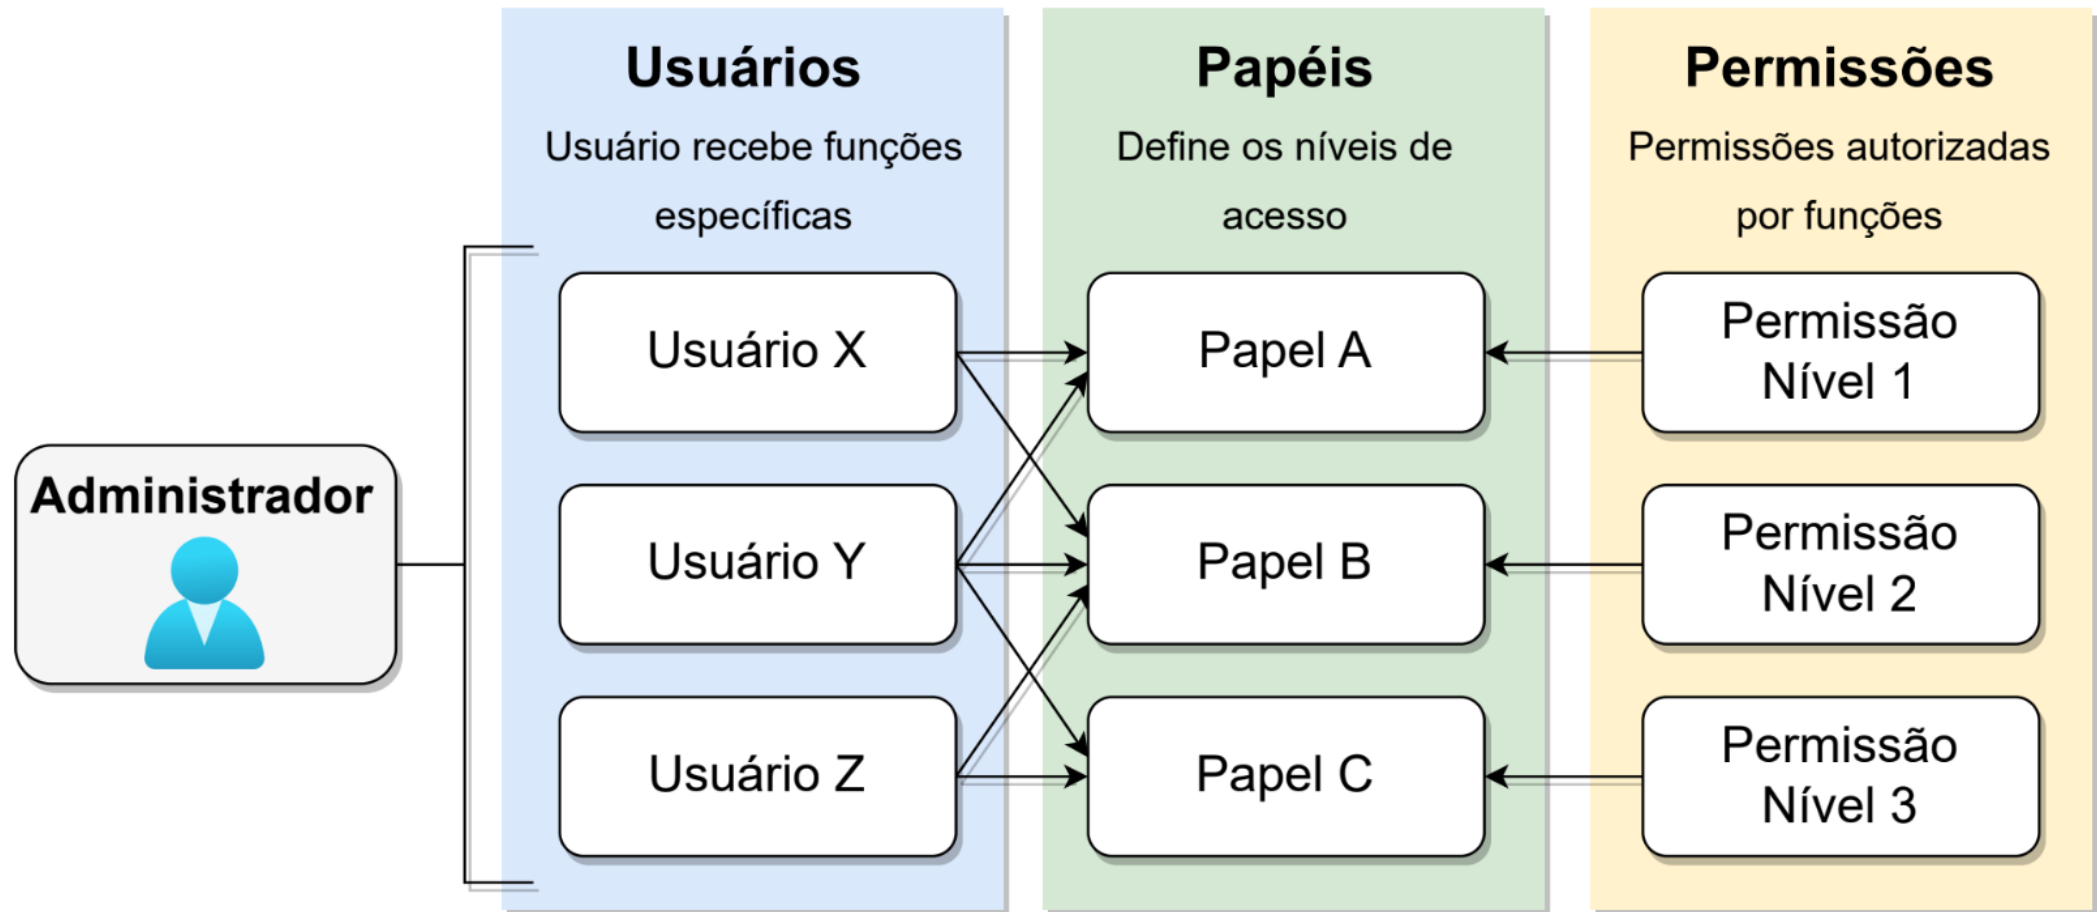 Administrador
Usuários
Usuário recebe funções
específicas
Usuário X
Usuário Y
Usuário Z
Papéis
Define os níveis de
acesso
Papel A
Papel B
Papel C
Permissões
Permissões autorizadas
por funções
Permissão
Nível 1
Permissão
Nível 2
Permissão
Nível 3